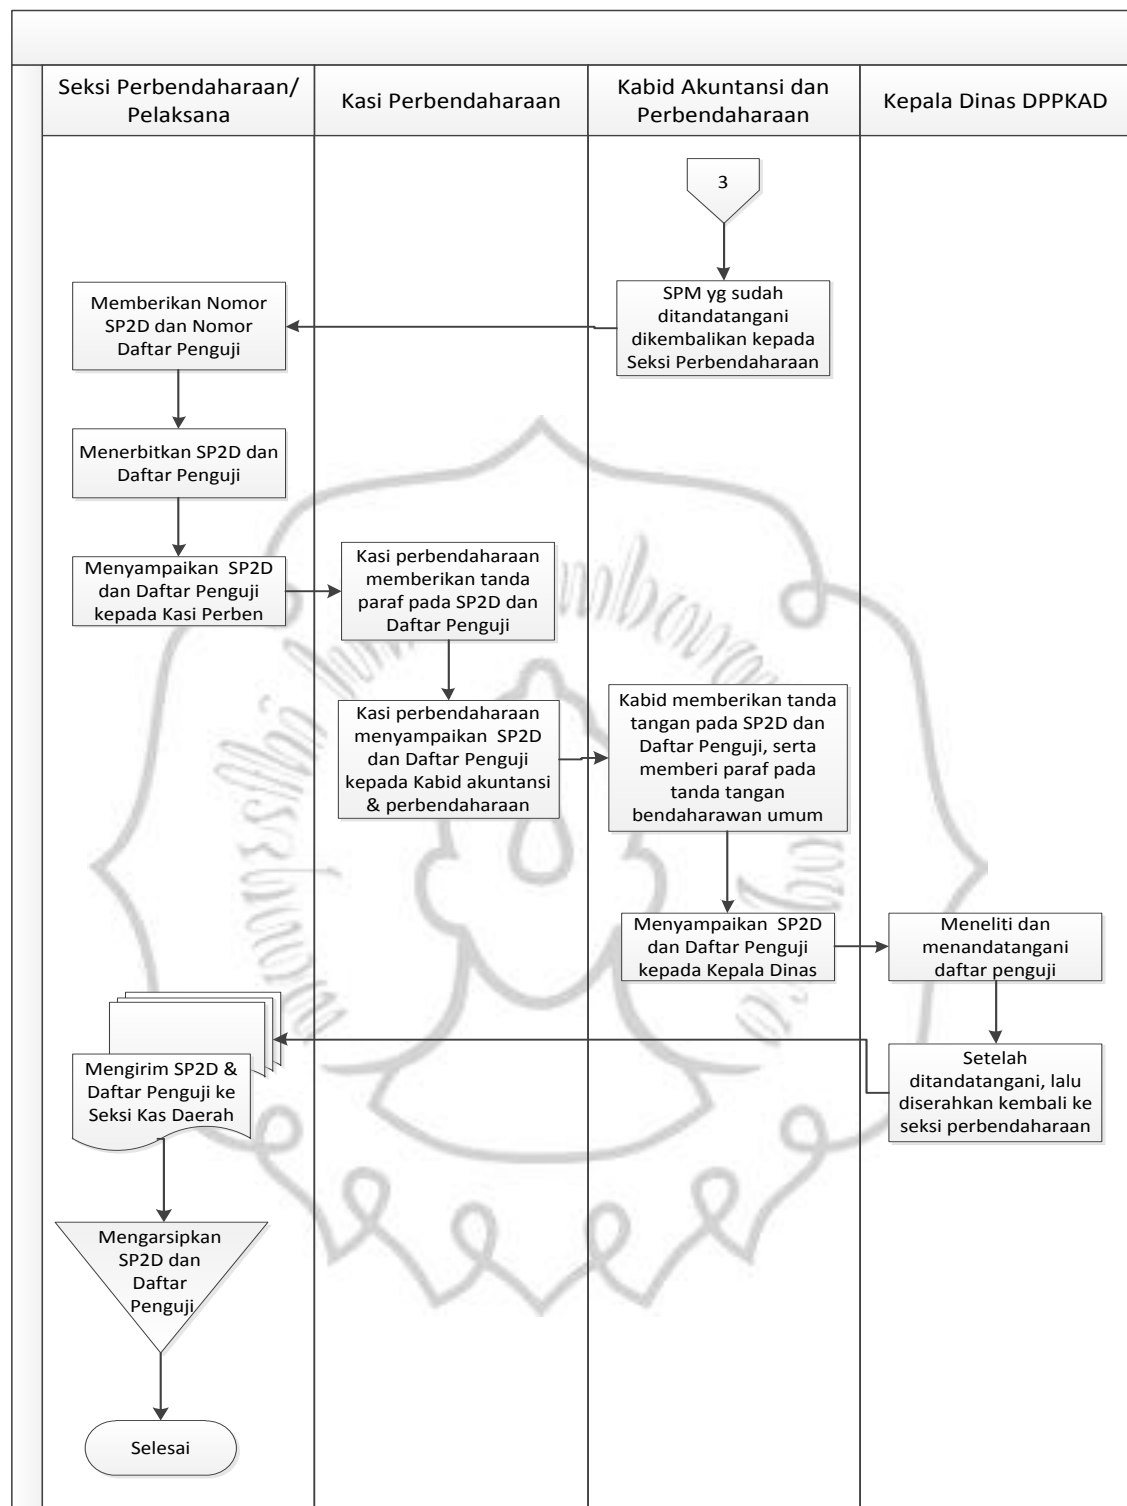 Seksi Perbendaharaan/
Pelaksana
Kasi Perbendaharaan
Kabid Akuntansi dan
Perbendaharaan
Kepala Dinas DPPKAD
3
SPM yg sudah
ditandatangani
dikembalikan kepada
Seksi Perbendaharaan
Memberikan Nomor
SP2D dan Nomor
Daftar Penguji
Menerbitkan SP2D dan
Daftar Penguji
Menyampaikan SP2D
dan Daftar Penguji
kepada Kasi Perben
Kasi perbendaharaan
memberikan tanda
paraf pada SP2D dan
Daftar Penguji
Kasi perbendaharaan
menyampaikan SP2D
dan Daftar Penguji
kepada Kabid akuntansi
& perbendaharaan
Kabid memberikan tanda
tangan pada SP2D dan
Daftar Penguji, serta
memberi paraf pada
tanda tangan
bendaharawan umum
Menyampaikan SP2D
dan Daftar Penguji
kepada Kepala Dinas
Meneliti dan
menandatangani
daftar penguji
Setelah
ditandatangani, lalu
diserahkan kembali ke
seksi perbendaharaan
Mengirim SP2D &
Daftar Penguji ke
Seksi Kas Daerah
Mengarsipkan
SP2D dan
Daftar
Penguji
Selesai